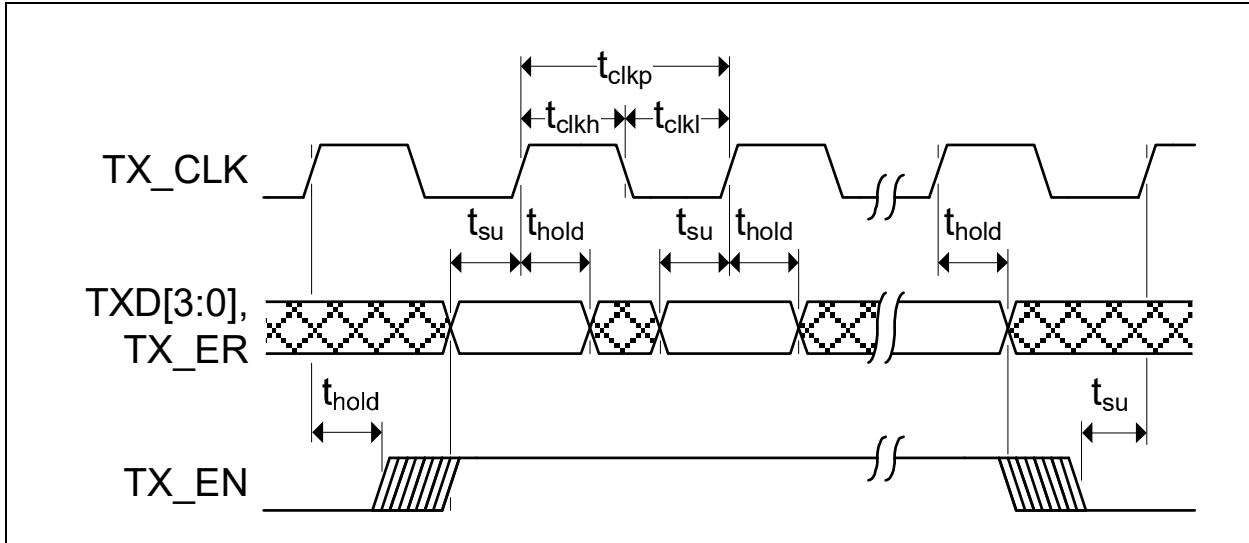 tclkp
tclkh tclkl
TX_CLK
tsu thold tsu thold thold
TXD[3:0],
TX_ER
thold tsu
TX_EN